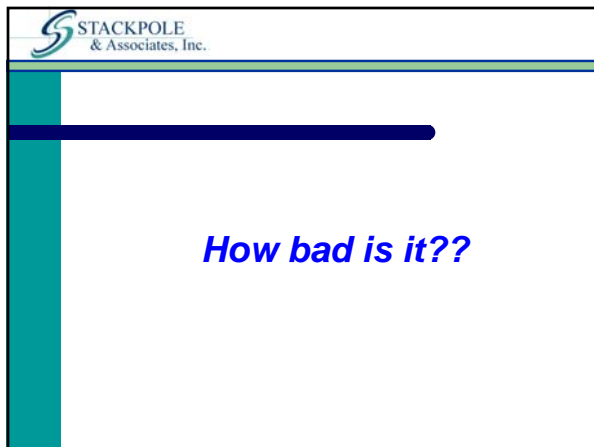 STACKPOLE
& Associates, Inc.
How bad is it??